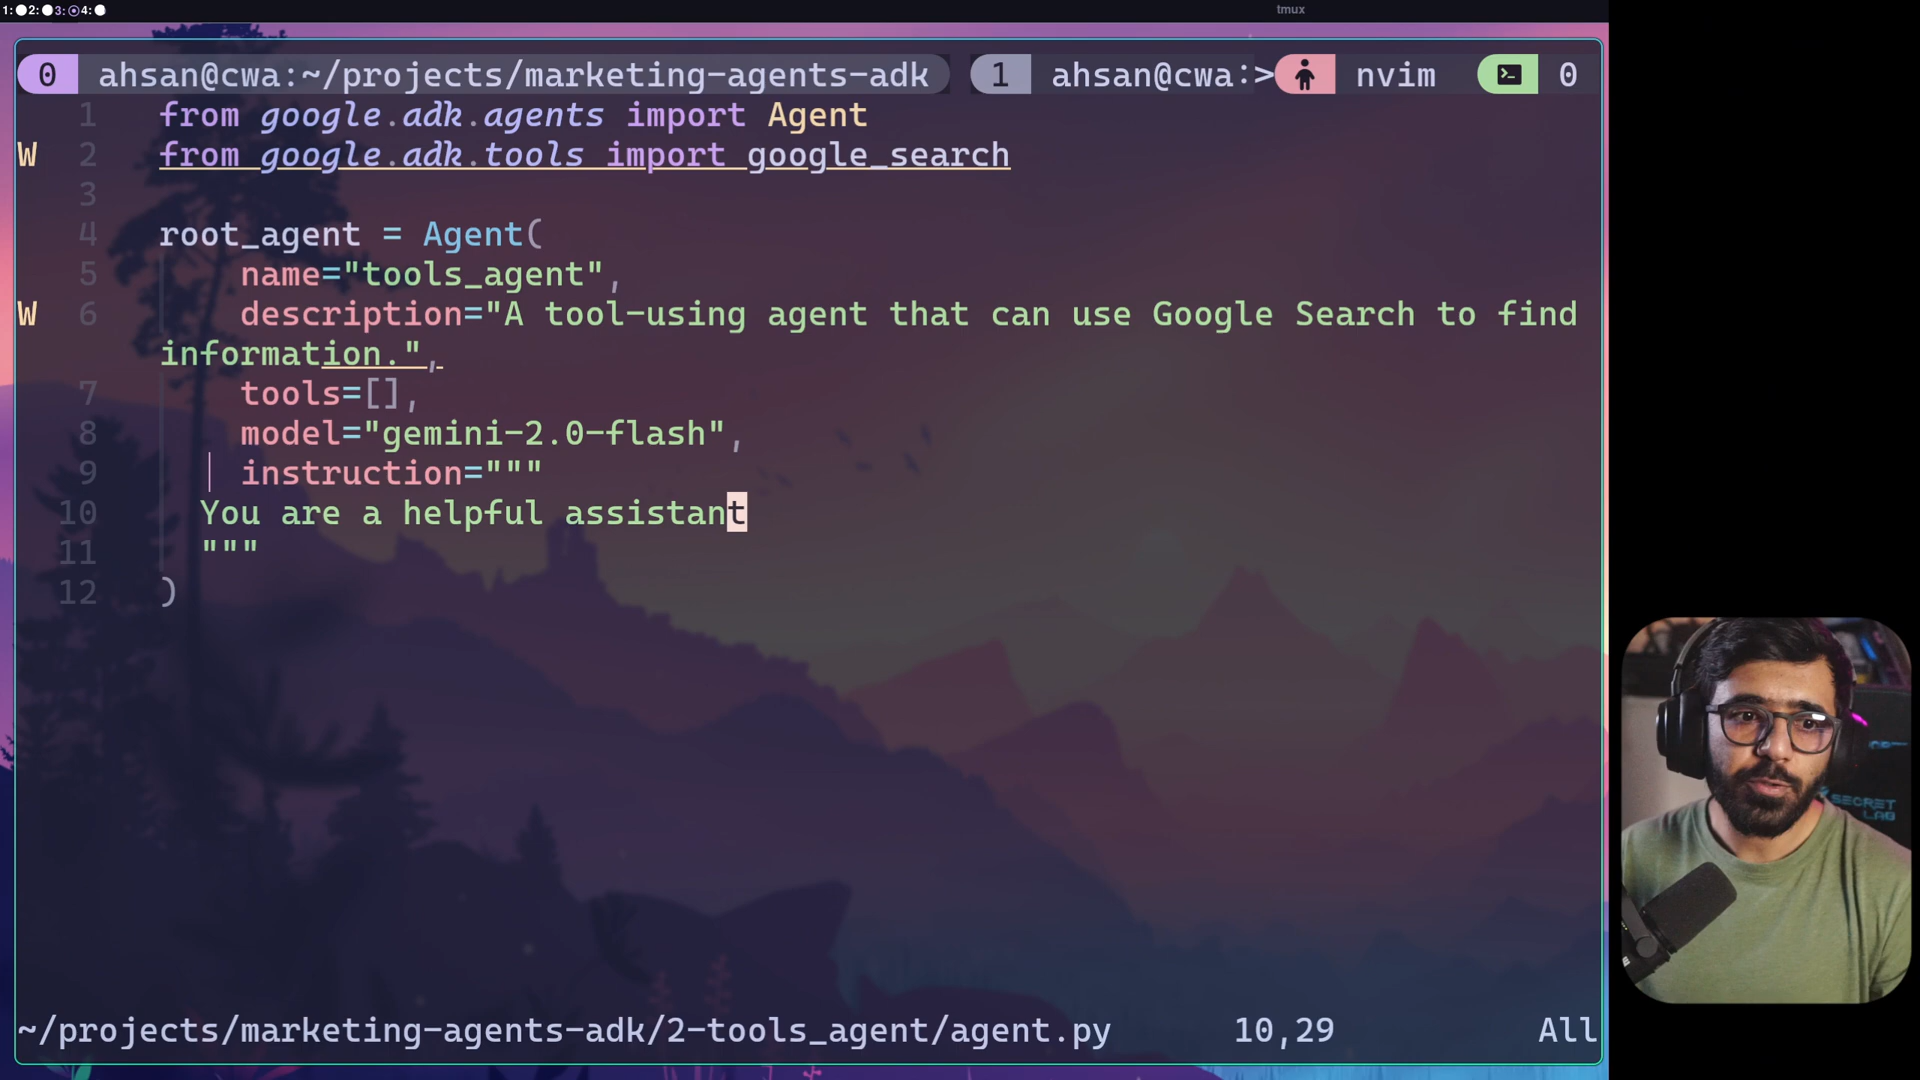 1: 2: 3: 4:
tmux
0 ahsan@cwa:~/projects/marketing-agents-adk 1 ahsan@cwa:> nvim 0
1 from google.adk.agents import Agent
W 2 from google.adk.tools import google_search
3
4 root_agent = Agent(
5 name="tools_agent",
W 6 description="A tool-using agent that can use Google Search to find
information.",
7 tools=[],
8 model="gemini-2.0-flash",
9 instruction="""
10 You are a helpful assistant
11 """
12 )
SECRET
LAB
~/projects/marketing-agents-adk/2-tools_agent/agent.py 10,29 All